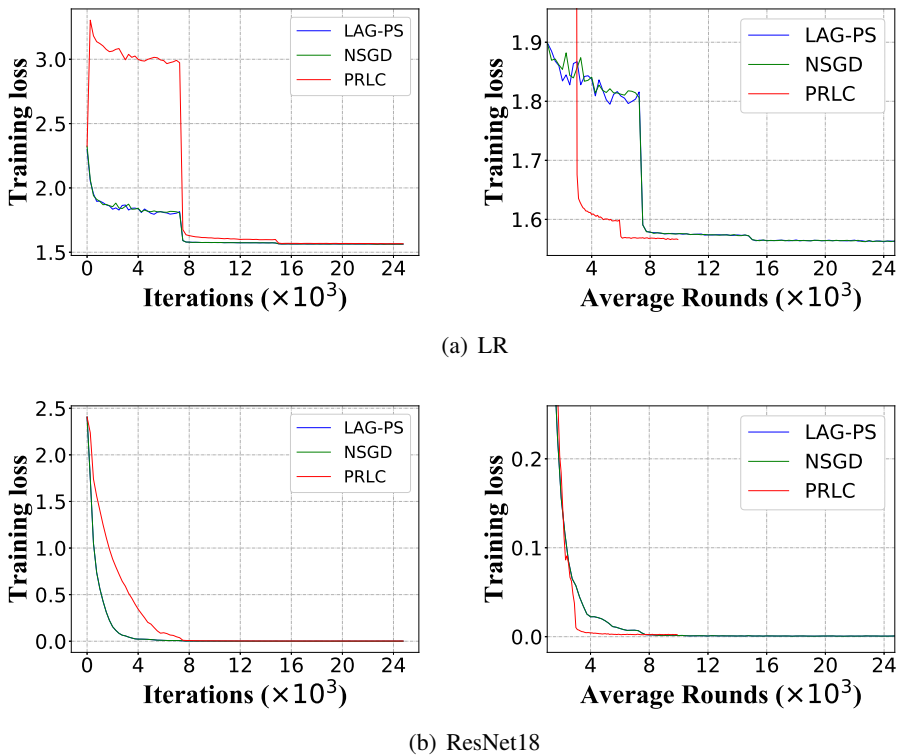 LAG-PS
NSGD
PRLC
3.0
2.5
2.0
1.5
Training loss
0 4 8 12 16 20 24
Iterations (×10³)
LAG-PS
NSGD
PRLC
1.9
1.8
1.7
1.6
Training loss
4 8 12 16 20 24
Average Rounds (×10³)
(a) LR
LAG-PS
NSGD
PRLC
2.5
2.0
1.5
1.0
0.5
0.0
Training loss
0 4 8 12 16 20 24
Iterations (×10³)
LAG-PS
NSGD
PRLC
0.2
0.1
0.0
Training loss
4 8 12 16 20 24
Average Rounds (×10³)
(b) ResNet18